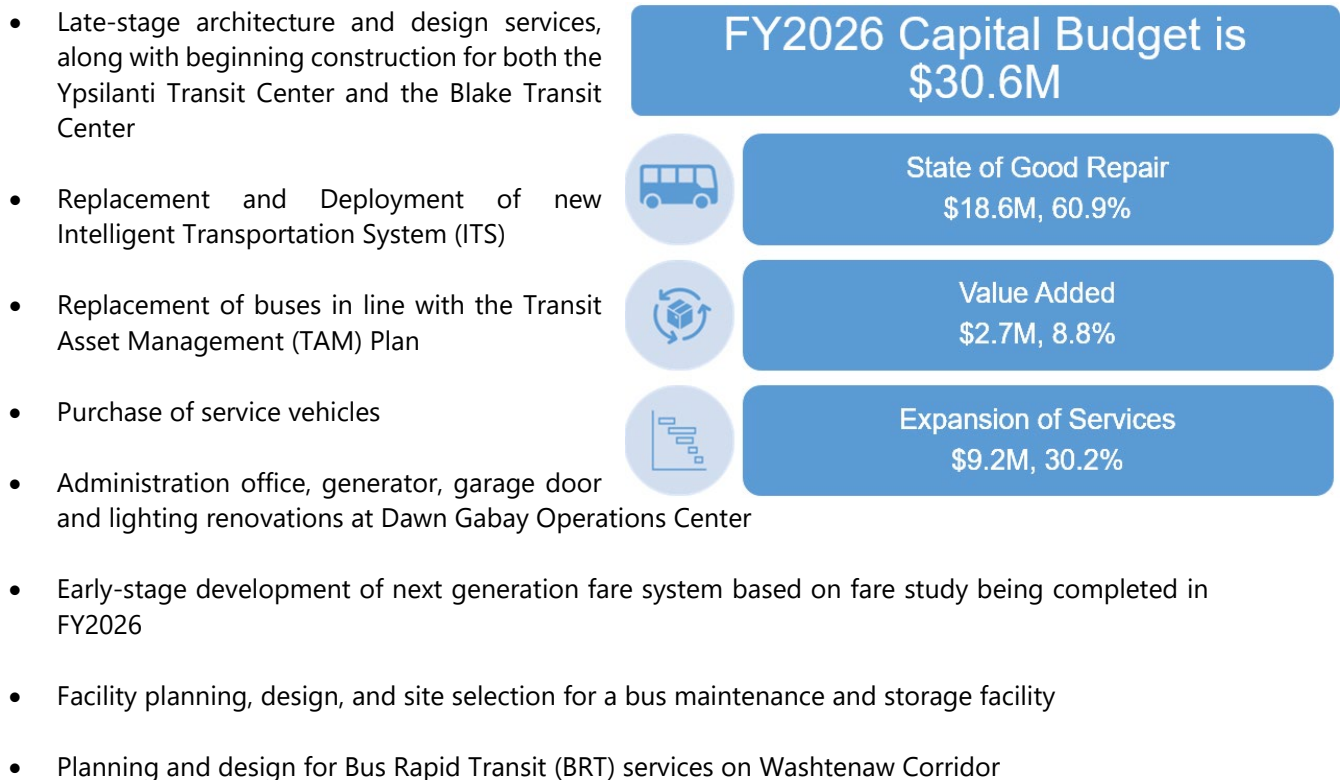 • Late-stage architecture and design services,
along with beginning construction for both the
Ypsilanti Transit Center and the Blake Transit
Center
• Replacement and Deployment of new
Intelligent Transportation System (ITS)
• Replacement of buses in line with the Transit
Asset Management (TAM) Plan
• Purchase of service vehicles
• Administration office, generator, garage door
and lighting renovations at Dawn Gabay Operations Center
FY2026 Capital Budget is
$30.6M
State of Good Repair
$18.6M, 60.9%
Value Added
$2.7M, 8.8%
Expansion of Services
$9.2M, 30.2%
• Early-stage development of next generation fare system based on fare study being completed in
FY2026
• Facility planning, design, and site selection for a bus maintenance and storage facility
• Planning and design for Bus Rapid Transit (BRT) services on Washtenaw Corridor